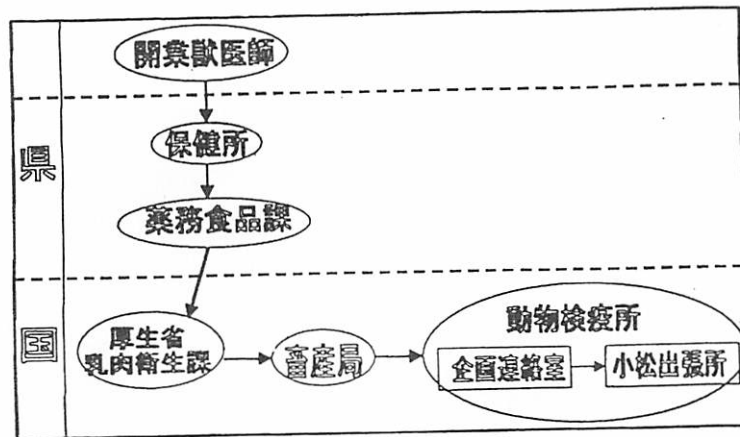 開業獣医師
県
保健所
薬務食品課
国
厚生省
乳肉衛生課
畜産局
動物検疫所
企画連絡室
小松出張所